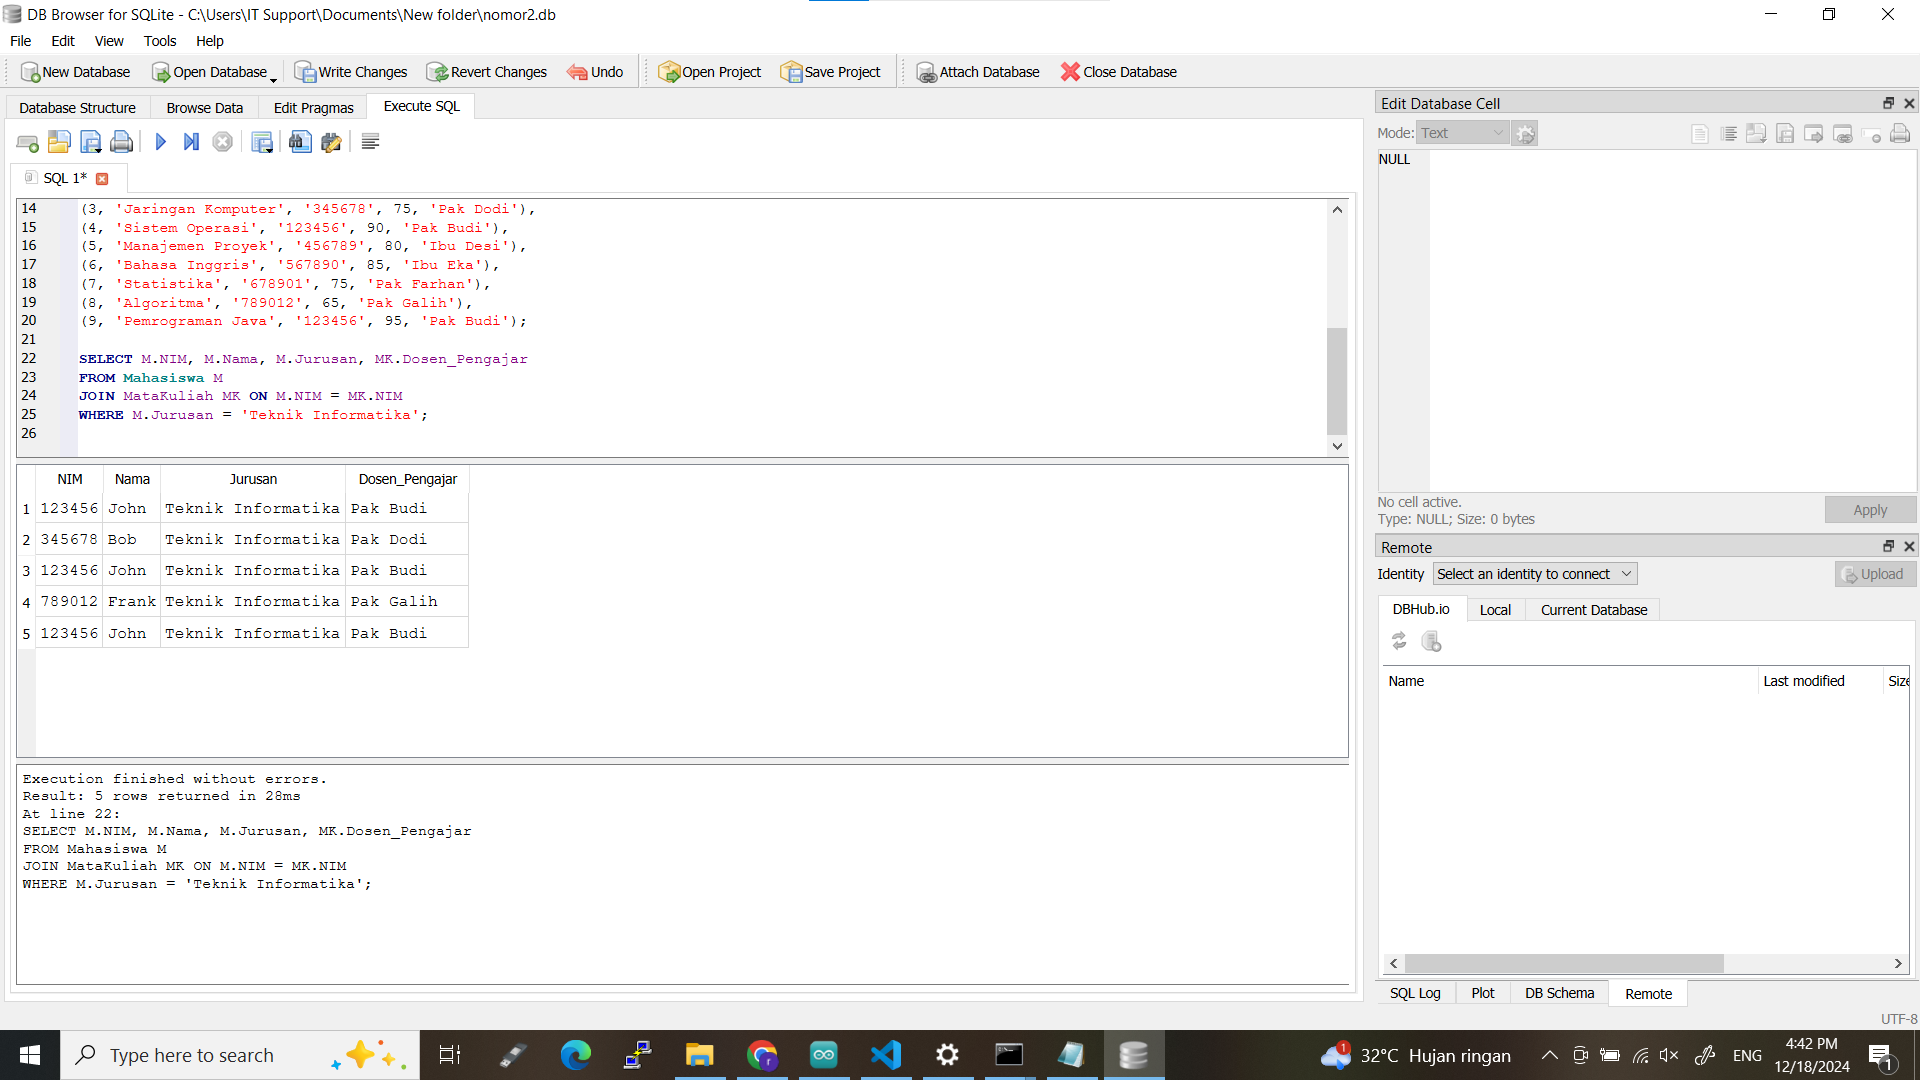 DB Browser for SQLite - C:\Users\IT Support\Documents\New folder\nomor2.db
File Edit View Tools Help
New Database Open Database Write Changes Revert Changes Undo Open Project Save Project Attach Database Close Database
Database Structure Browse Data Edit Pragmas Execute SQL
SQL 1*
14 (3, 'Jaringan Komputer', '345678', 75, 'Pak Dodi'),
15 (4, 'Sistem Operasi', '123456', 90, 'Pak Budi'),
16 (5, 'Manajemen Proyek', '456789', 80, 'Ibu Desi'),
17 (6, 'Bahasa Inggris', '567890', 85, 'Ibu Eka'),
18 (7, 'Statistika', '678901', 75, 'Pak Farhan'),
19 (8, 'Algoritma', '789012', 65, 'Pak Galih'),
20 (9, 'Pemrograman Java', '123456', 95, 'Pak Budi');
21
22 SELECT M.NIM, M.Nama, M.Jurusan, MK.Dosen_Pengajar
23 FROM Mahasiswa M
24 JOIN MataKuliah MK ON M.NIM = MK.NIM
25 WHERE M.Jurusan = 'Teknik Informatika';
26
NIM Nama Jurusan Dosen_Pengajar
1 123456 John Teknik Informatika Pak Budi
2 345678 Bob Teknik Informatika Pak Dodi
3 123456 John Teknik Informatika Pak Budi
4 789012 Frank Teknik Informatika Pak Galih
5 123456 John Teknik Informatika Pak Budi
Execution finished without errors.
Result: 5 rows returned in 28ms
At line 22:
SELECT M.NIM, M.Nama, M.Jurusan, MK.Dosen_Pengajar
FROM Mahasiswa M
JOIN MataKuliah MK ON M.NIM = MK.NIM
WHERE M.Jurusan = 'Teknik Informatika';
Edit Database Cell
Mode: Text
NULL
No cell active.
Type: NULL; Size: 0 bytes
Apply
Remote
Identity Select an identity to connect Upload
DBHub.io Local Current Database
Name Last modified Size
SQL Log Plot DB Schema Remote
UTF-8
Type here to search
1 32°C Hujan ringan ENG 4:42 PM
12/18/2024 1